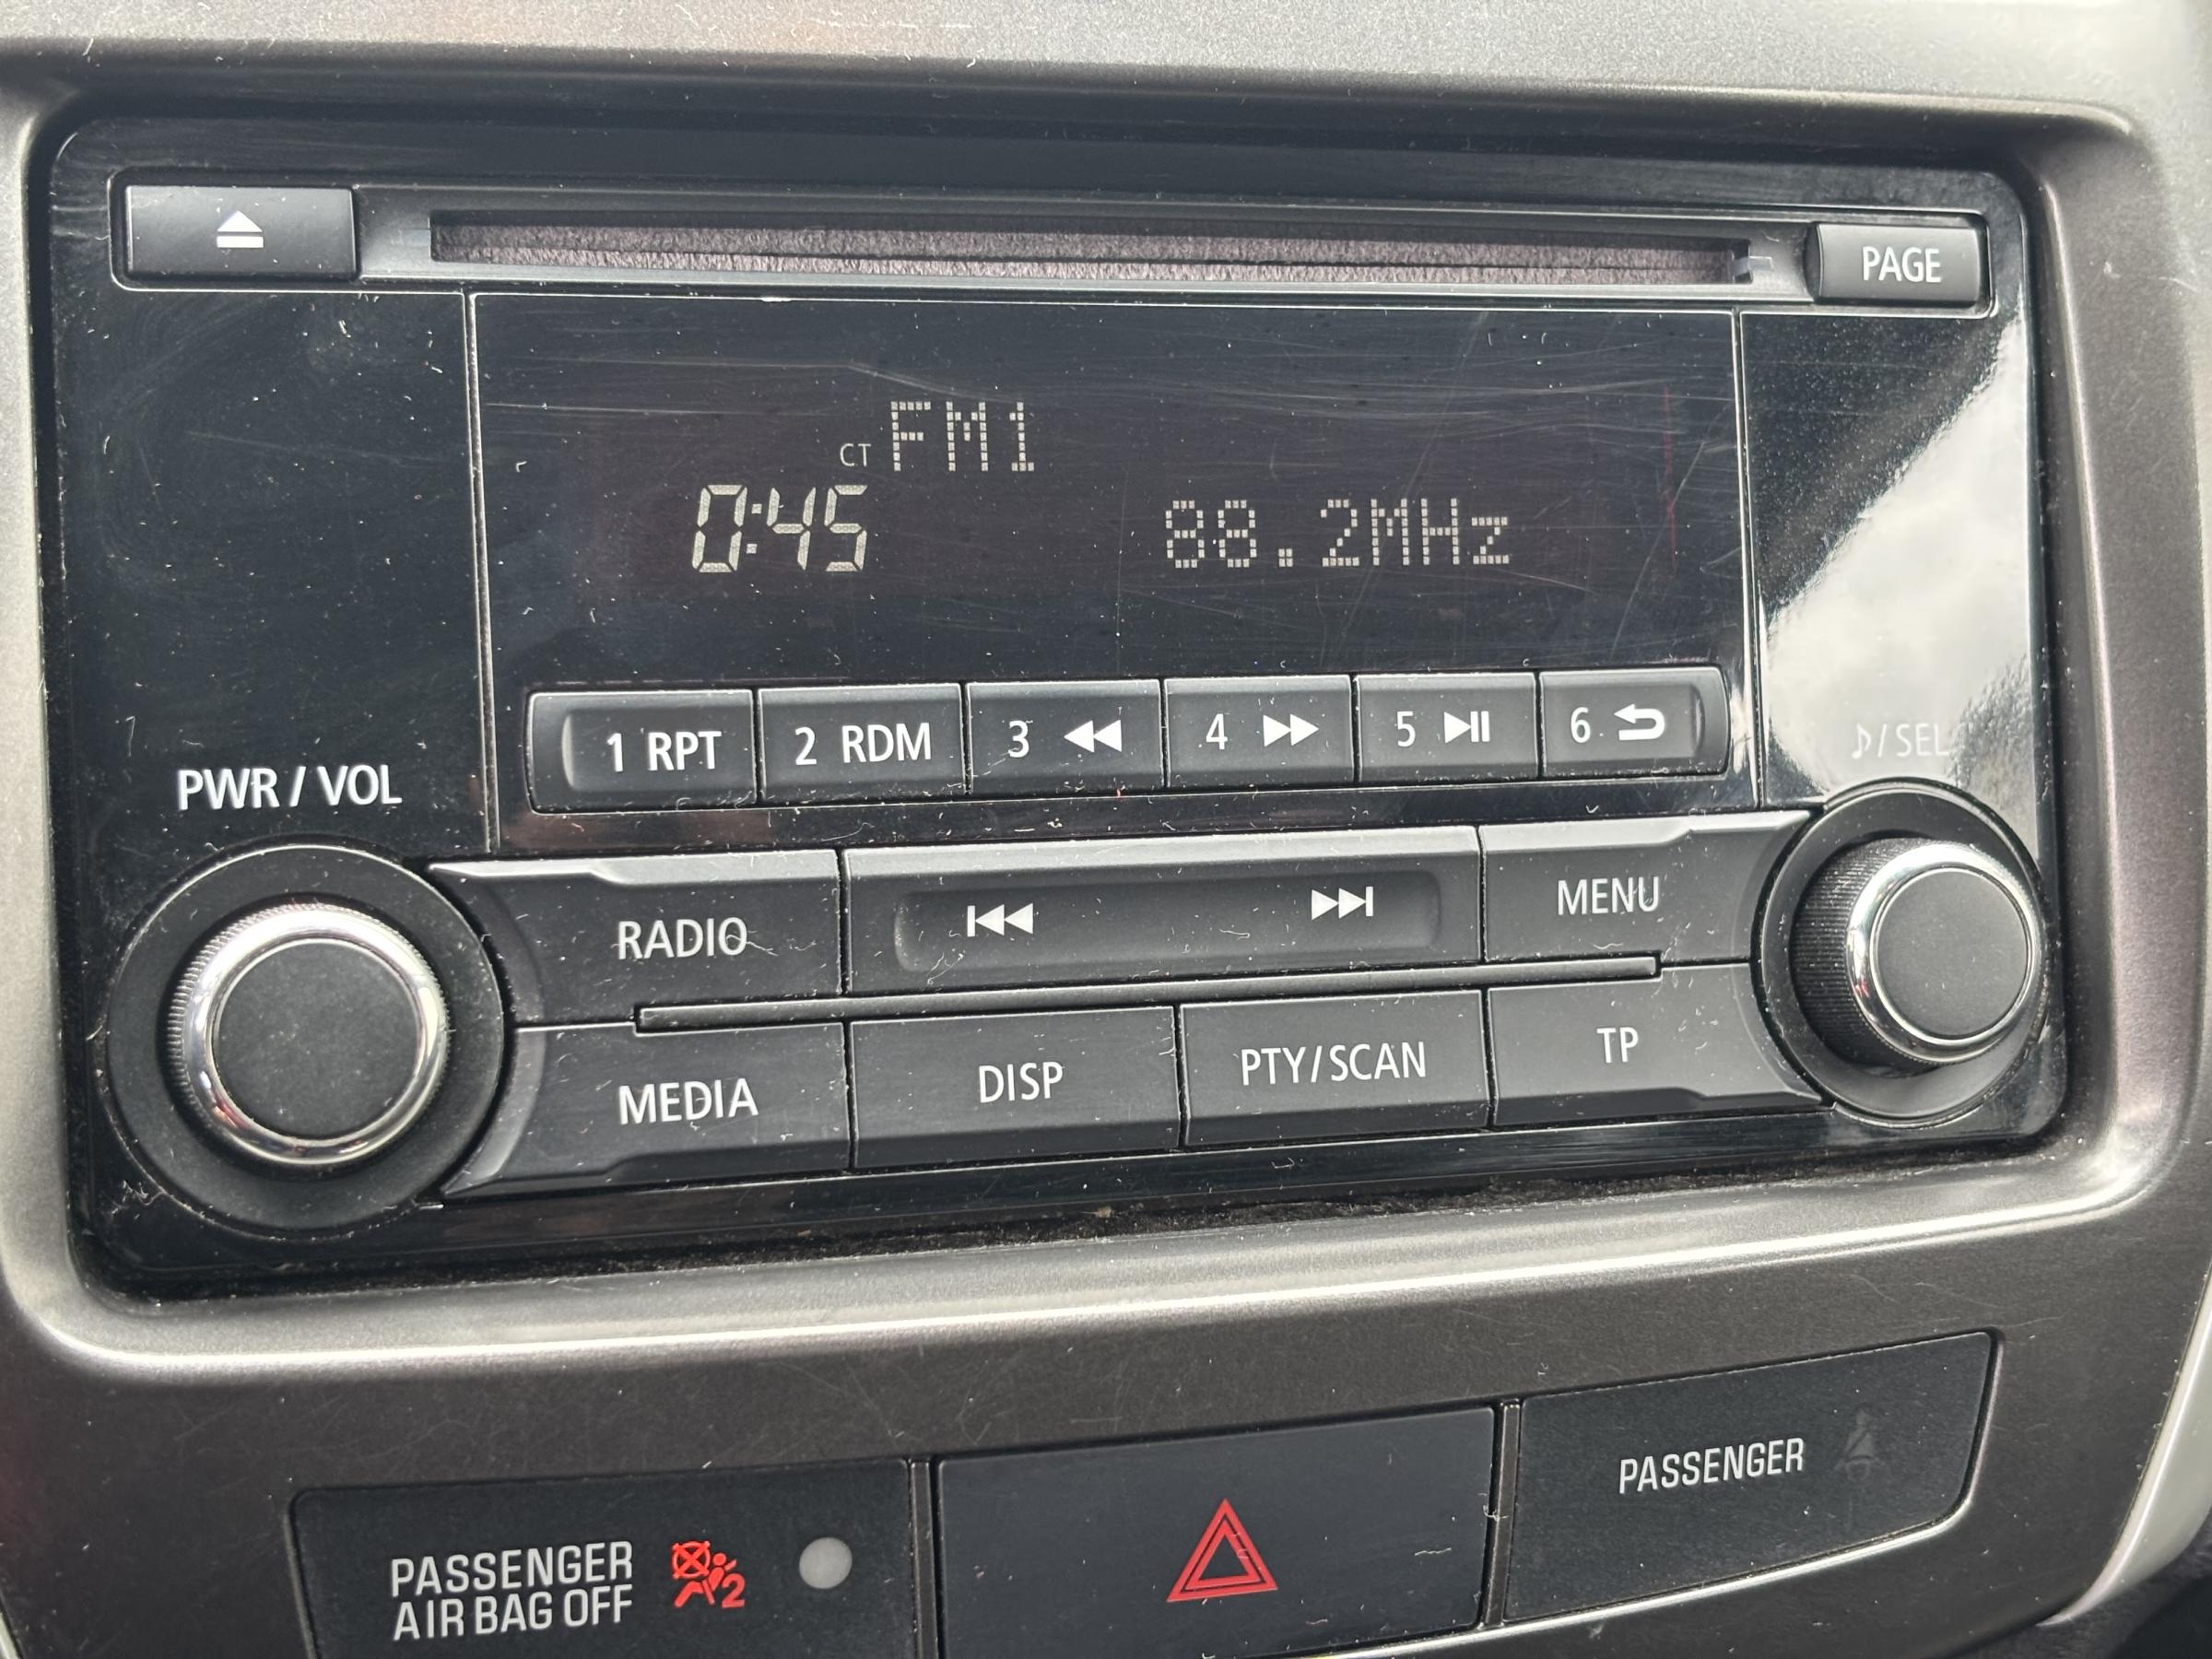 PAGE
CT FM1
0:45 88.2MHz
1 RPT 2 RDM 3 4 5 6
PWR / VOL
♪/SEL
RADIO
MENU
MEDIA DISP PTY/SCAN TP
PASSENGER
AIR BAG OFF
2
PASSENGER